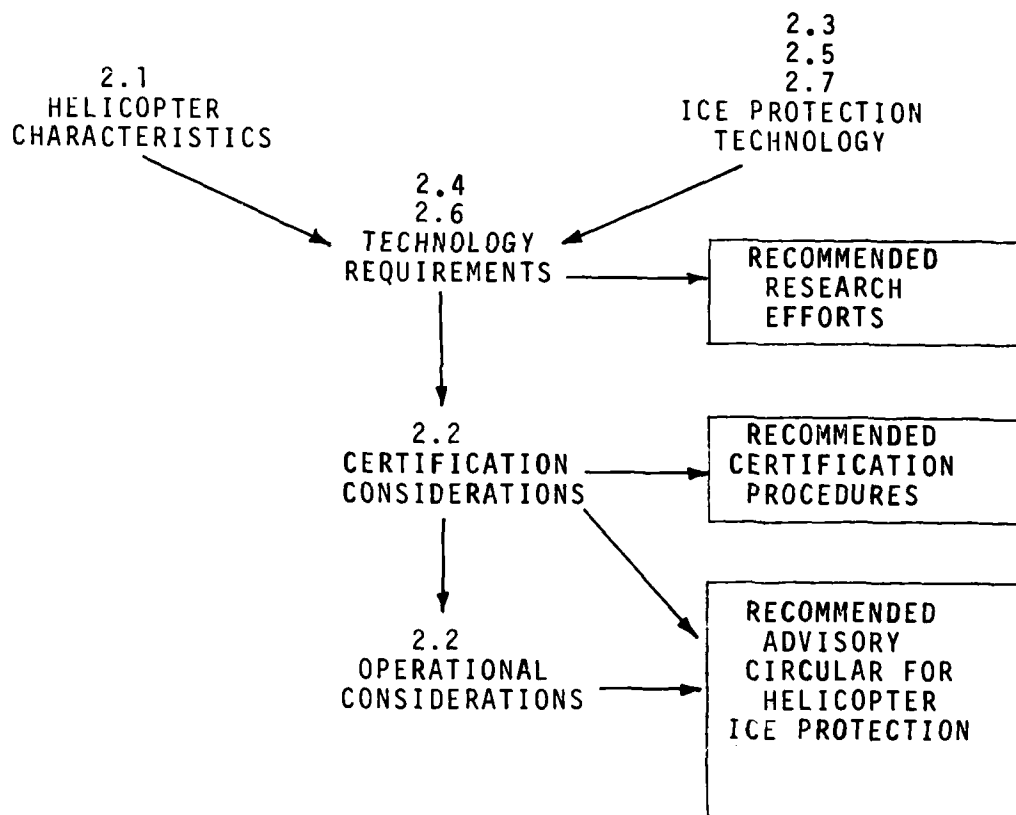 2.1
HELICOPTER
CHARACTERISTICS
2.3
2.5
2.7
ICE PROTECTION
TECHNOLOGY
2.4
2.6
TECHNOLOGY
REQUIREMENTS
RECOMMENDED
RESEARCH
EFFORTS
2.2
CERTIFICATION
CONSIDERATIONS
RECOMMENDED
CERTIFICATION
PROCEDURES
2.2
OPERATIONAL
CONSIDERATIONS
RECOMMENDED
ADVISORY
CIRCULAR FOR
HELICOPTER
ICE PROTECTION